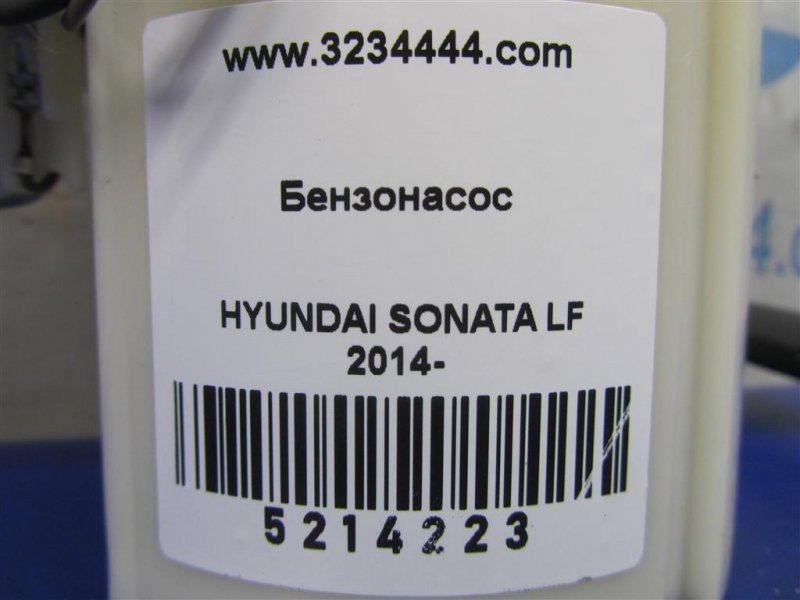 www.3234444.com
Бензонасос
HYUNDAI SONATA LF
2014-
5214223